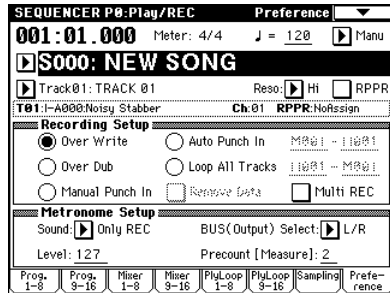 SEQUENCER P0:Play/REC Preference
001:01.000 Meter: 4/4 ♩ = 120 Manu
S000: NEW SONG
Track01: TRACK 01 Reso: Hi RPPR
T01:I-A000:Noisy Stabber Ch:01 RPPR:NoAssign
Recording Setup
Over Write Auto Punch In M001 - M001
Over Dub Loop All Tracks M001 - M001
Manual Punch In Remove Data Multi REC
Metronome Setup
Sound: Only REC BUS(Output) Select: L/R
Level: 127 Precount [Measure]: 2
Prog. 1-8 Prog. 9-16 Mixer 1-8 Mixer 9-16 PlyLoop 1-8 PlyLoop 9-16 Sampling Prefe-rence